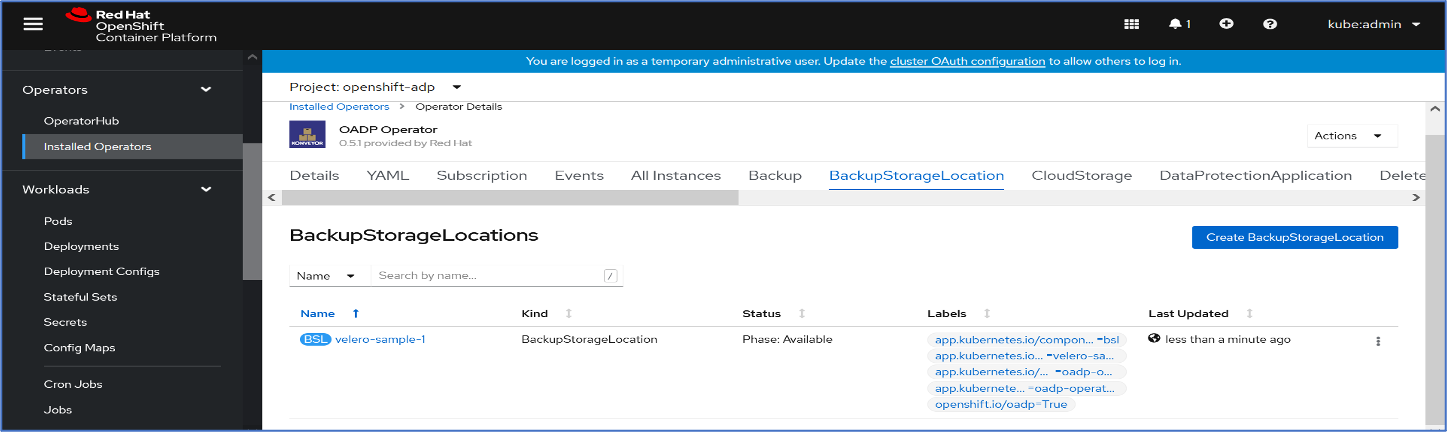 Red Hat
OpenShift
Container Platform
1
kube:admin
You are logged in as a temporary administrative user. Update the cluster OAuth configuration to allow others to log in.
Operators
OperatorHub
Installed Operators
Workloads
Pods
Deployments
Deployment Configs
Stateful Sets
Secrets
Config Maps
Cron Jobs
Jobs
Project: openshift-adp
Installed Operators > Operator Details
KONVEYOR
OADP Operator
0.5.1 provided by Red Hat
Actions
Details YAML Subscription Events All Instances Backup BackupStorageLocation CloudStorage DataProtectionApplication Delete
BackupStorageLocations
Create BackupStorageLocation
Name Search by name... /
Name Kind Status Labels Last Updated
BSL velero-sample-1 BackupStorageLocation Phase: Available app.kubernetes.io/compon... =bsl less than a minute ago
app.kubernetes.io... =velero-sa...
app.kubernetes.io/... =oadp-o...
app.kubernete... =oadp-operat...
openshift.io/oadp=True